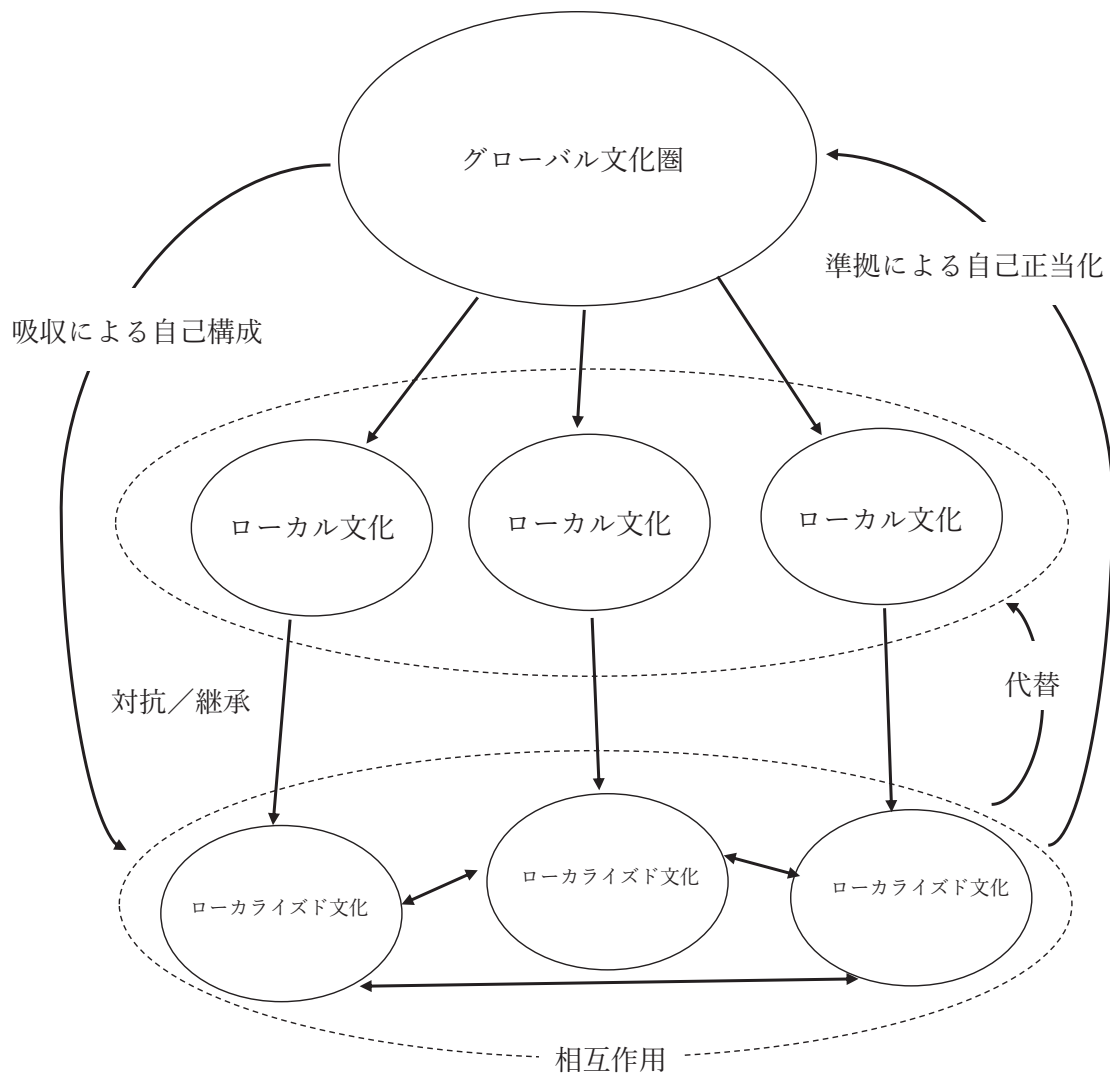 グローバル文化圏
準拠による自己正当化
吸収による自己構成
ローカル文化
ローカル文化
ローカル文化
対抗／継承
代替
ローカライズド文化
ローカライズド文化
ローカライズド文化
相互作用